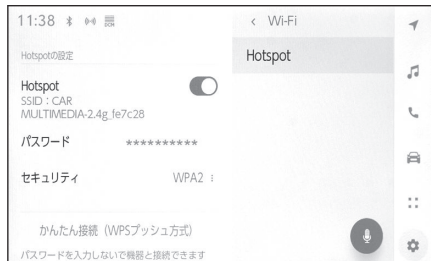 11:38
Hotspotの設定
Hotspot
SSID：CAR
MULTIMEDIA-2.4g_fe7c28
パスワード **********
セキュリティ WPA2
かんたん接続（WPSプッシュ方式）
パスワードを入力しないで機器と接続できます
< Wi-Fi
Hotspot